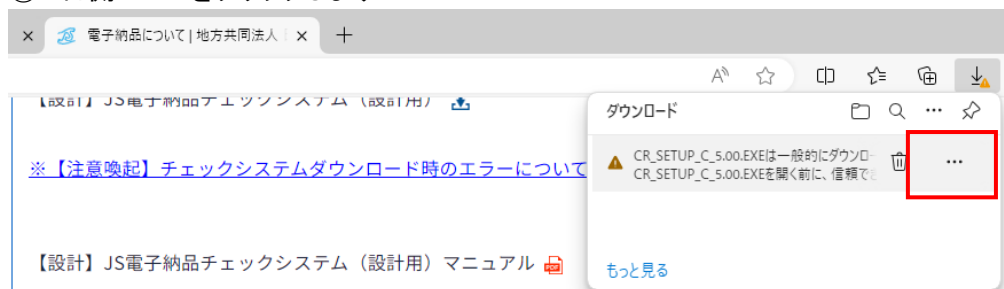 電子納品について | 地方共同法人
【設計】JS電子納品チェックシステム（設計用）
ダウンロード
CR_SETUP_C_5.00.EXEは一般的にダウンロー
CR_SETUP_C_5.00.EXEを開く前に、信頼でき
※【注意喚起】チェックシステムダウンロード時のエラーについて
【設計】JS電子納品チェックシステム（設計用）マニュアル
もっと見る